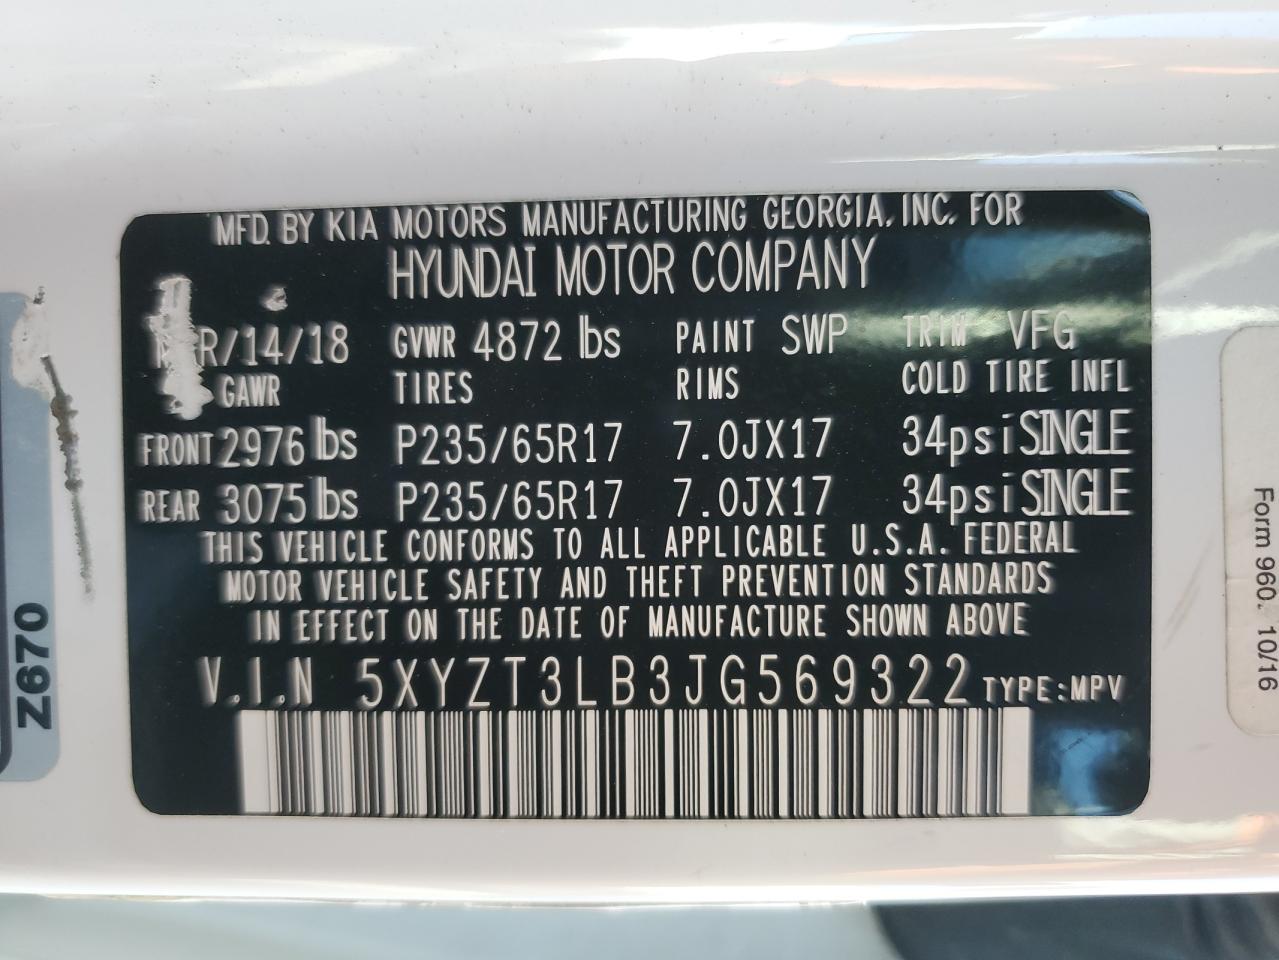 MFD. BY KIA MOTORS MANUFACTURING GEORGIA, INC. FOR
HYUNDAI MOTOR COMPANY
R/14/18 GVWR 4872 lbs PAINT SWP TRIM VFG
GAWR TIRES RIMS COLD TIRE INFL
FRONT 2976 lbs P235/65R17 7.0JX17 34psi SINGLE
REAR 3075 lbs P235/65R17 7.0JX17 34psi SINGLE
THIS VEHICLE CONFORMS TO ALL APPLICABLE U.S.A. FEDERAL
MOTOR VEHICLE SAFETY AND THEFT PREVENTION STANDARDS
IN EFFECT ON THE DATE OF MANUFACTURE SHOWN ABOVE
V.I.N 5XYZT3LB3JG569322 TYPE:MPV
Z670
Form 960. 10/16